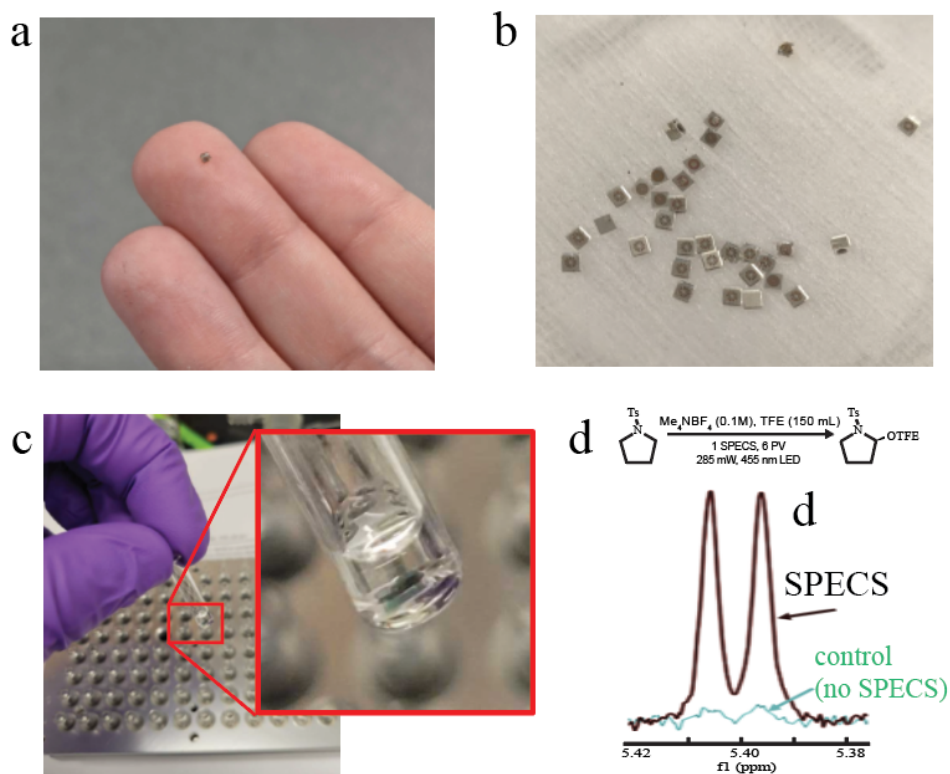 a
b
c
d
Ts
N
Me4NBF4 (0.1M), TFE (150 mL)
1 SPECS, 6 PV
285 mW, 455 nm LED
Ts
N
OTFE
d
SPECS
control
(no SPECS)
5.42
5.40
5.38
f1 (ppm)